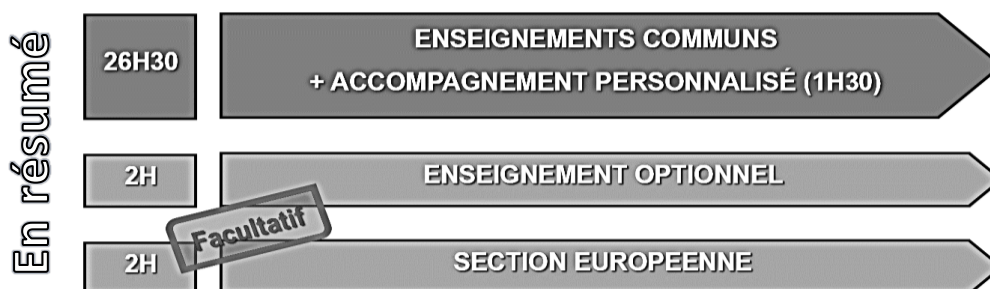 En résumé
26H30
ENSEIGNEMENTS COMMUNS
+ ACCOMPAGNEMENT PERSONNALISÉ (1H30)
2H
ENSEIGNEMENT OPTIONNEL
Facultatif
2H
SECTION EUROPEENNE